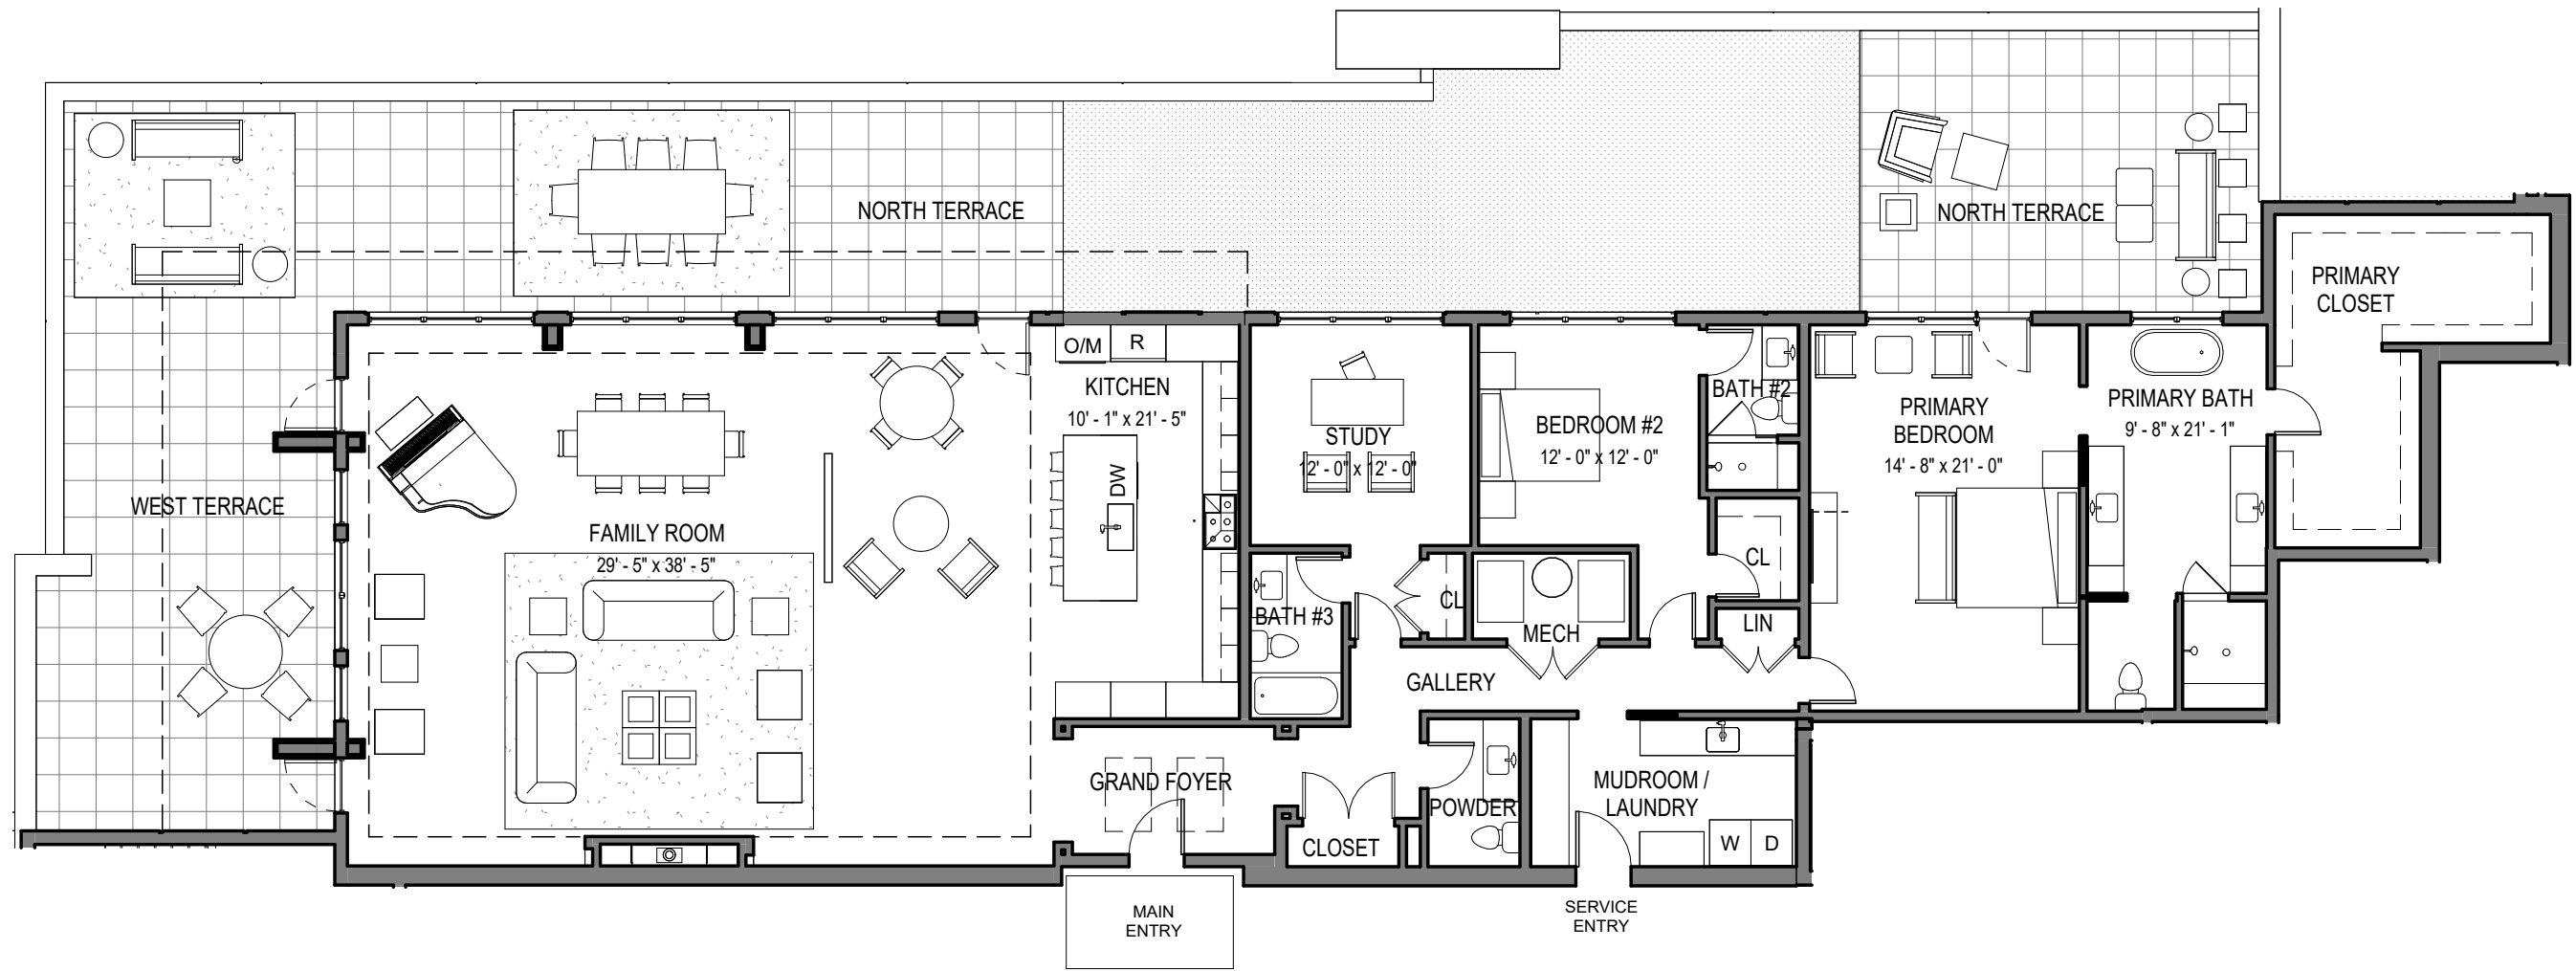 NORTH TERRACE
NORTH TERRACE
PRIMARY
CLOSET
O/M
R
KITCHEN
10' - 1" x 21' - 5"
DW
STUDY
12' - 0" x 12' - 0"
BEDROOM #2
12' - 0" x 12' - 0"
BATH #2
PRIMARY
BEDROOM
14' - 8" x 21' - 0"
PRIMARY BATH
9' - 8" x 21' - 1"
WEST TERRACE
FAMILY ROOM
29' - 5" x 38' - 5"
CL
CL
BATH #3
MECH
LIN
GALLERY
GRAND FOYER
CLOSET
POWDER
MUDROOM /
LAUNDRY
W
D
MAIN
ENTRY
SERVICE
ENTRY